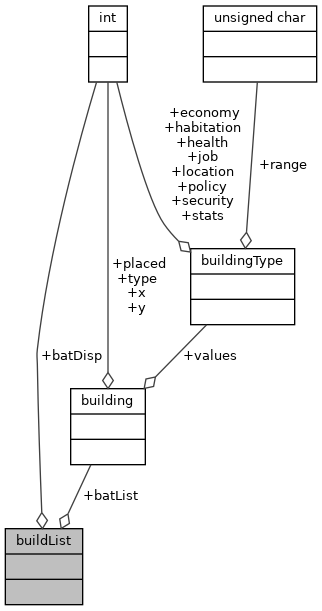 int
unsigned char
+economy
+habitation
+health
+job
+location
+policy
+security
+stats
+range
buildingType
+placed
+type
+x
+y
+batDisp
+values
building
+batList
buildList